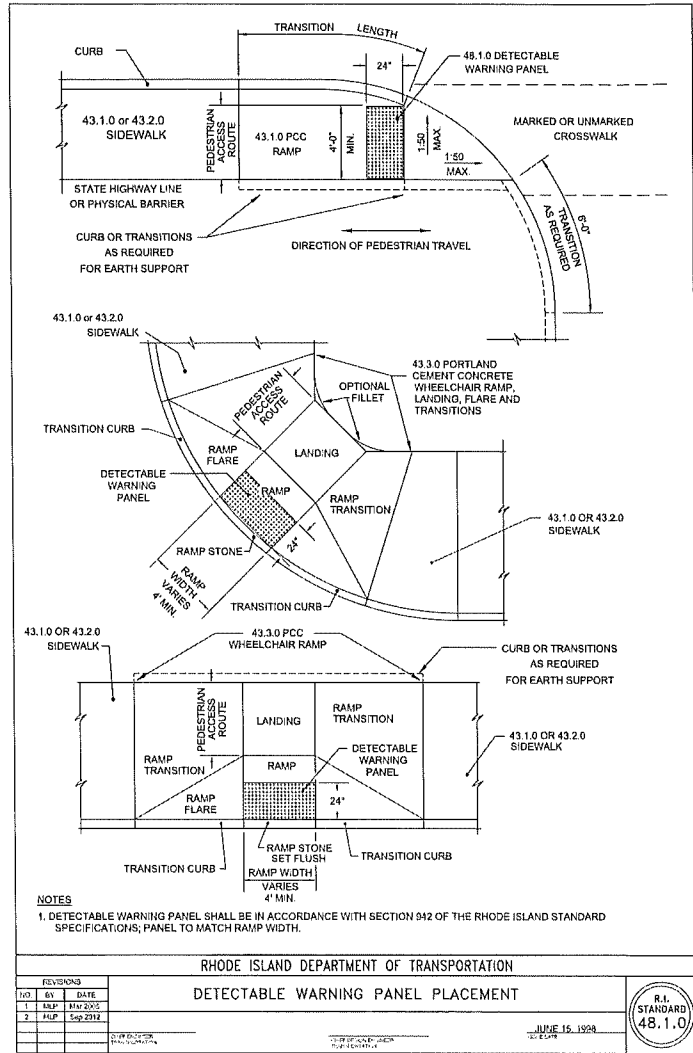 TRANSITION LENGTH
CURB
24"
48.1.0 DETECTABLE
WARNING PANEL
43.1.0 or 43.2.0
SIDEWALK
PEDESTRIAN
ACCESS
ROUTE
43.1.0 PCC
RAMP
4'-0"
MIN.
1:50
MAX.
1:50
MAX.
MARKED OR UNMARKED
CROSSWALK
STATE HIGHWAY LINE
OR PHYSICAL BARRIER
CURB OR TRANSITIONS
AS REQUIRED
FOR EARTH SUPPORT
DIRECTION OF PEDESTRIAN TRAVEL
6'-0"
TRANSITION
AS REQUIRED
43.1.0 or 43.2.0
SIDEWALK
PEDESTRIAN
ACCESS
ROUTE
OPTIONAL
FILLET
43.3.0 PORTLAND
CEMENT CONCRETE
WHEELCHAIR RAMP,
LANDING, FLARE AND
TRANSITIONS
TRANSITION CURB
RAMP
FLARE
LANDING
DETECTABLE
WARNING
PANEL
RAMP
RAMP
TRANSITION
24"
RAMP STONE
RAMP
WIDTH
VARIES
4' MIN.
TRANSITION CURB
43.1.0 OR 43.2.0
SIDEWALK
43.1.0 OR 43.2.0
SIDEWALK
43.3.0 PCC
WHEELCHAIR RAMP
CURB OR TRANSITIONS
AS REQUIRED
FOR EARTH SUPPORT
PEDESTRIAN
ACCESS
ROUTE
LANDING
RAMP
TRANSITION
RAMP
TRANSITION
RAMP
DETECTABLE
WARNING
PANEL
43.1.0 OR 43.2.0
SIDEWALK
RAMP
FLARE
24"
TRANSITION CURB
RAMP STONE
SET FLUSH
TRANSITION CURB
RAMP WIDTH
VARIES
4' MIN.
NOTES
1. DETECTABLE WARNING PANEL SHALL BE IN ACCORDANCE WITH SECTION 942 OF THE RHODE ISLAND STANDARD
SPECIFICATIONS; PANEL TO MATCH RAMP WIDTH.
RHODE ISLAND DEPARTMENT OF TRANSPORTATION
REVISIONS
NO. BY DATE
1 MLP Mar 2005
2 MLP Sep 2012
DETECTABLE WARNING PANEL PLACEMENT
JUNE 15, 1998
R.I.
STANDARD
48.1.0